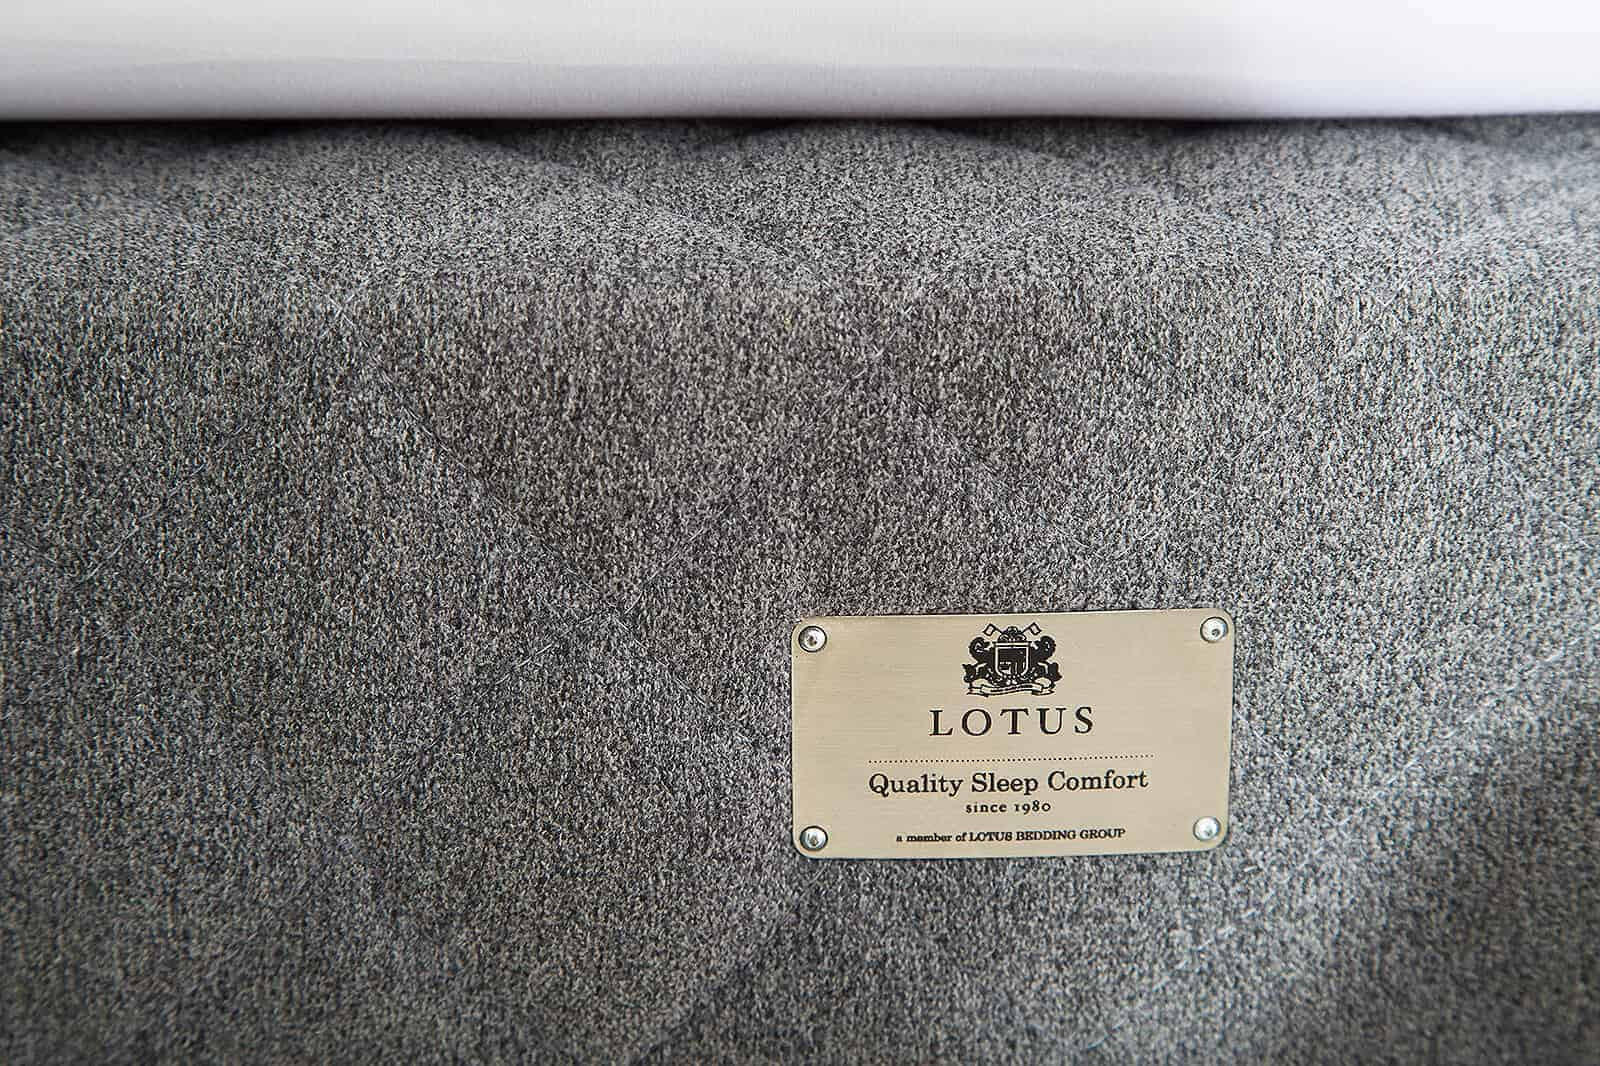 LOTUS
Quality Sleep Comfort
since 1980
a member of LOTUS BEDDING GROUP